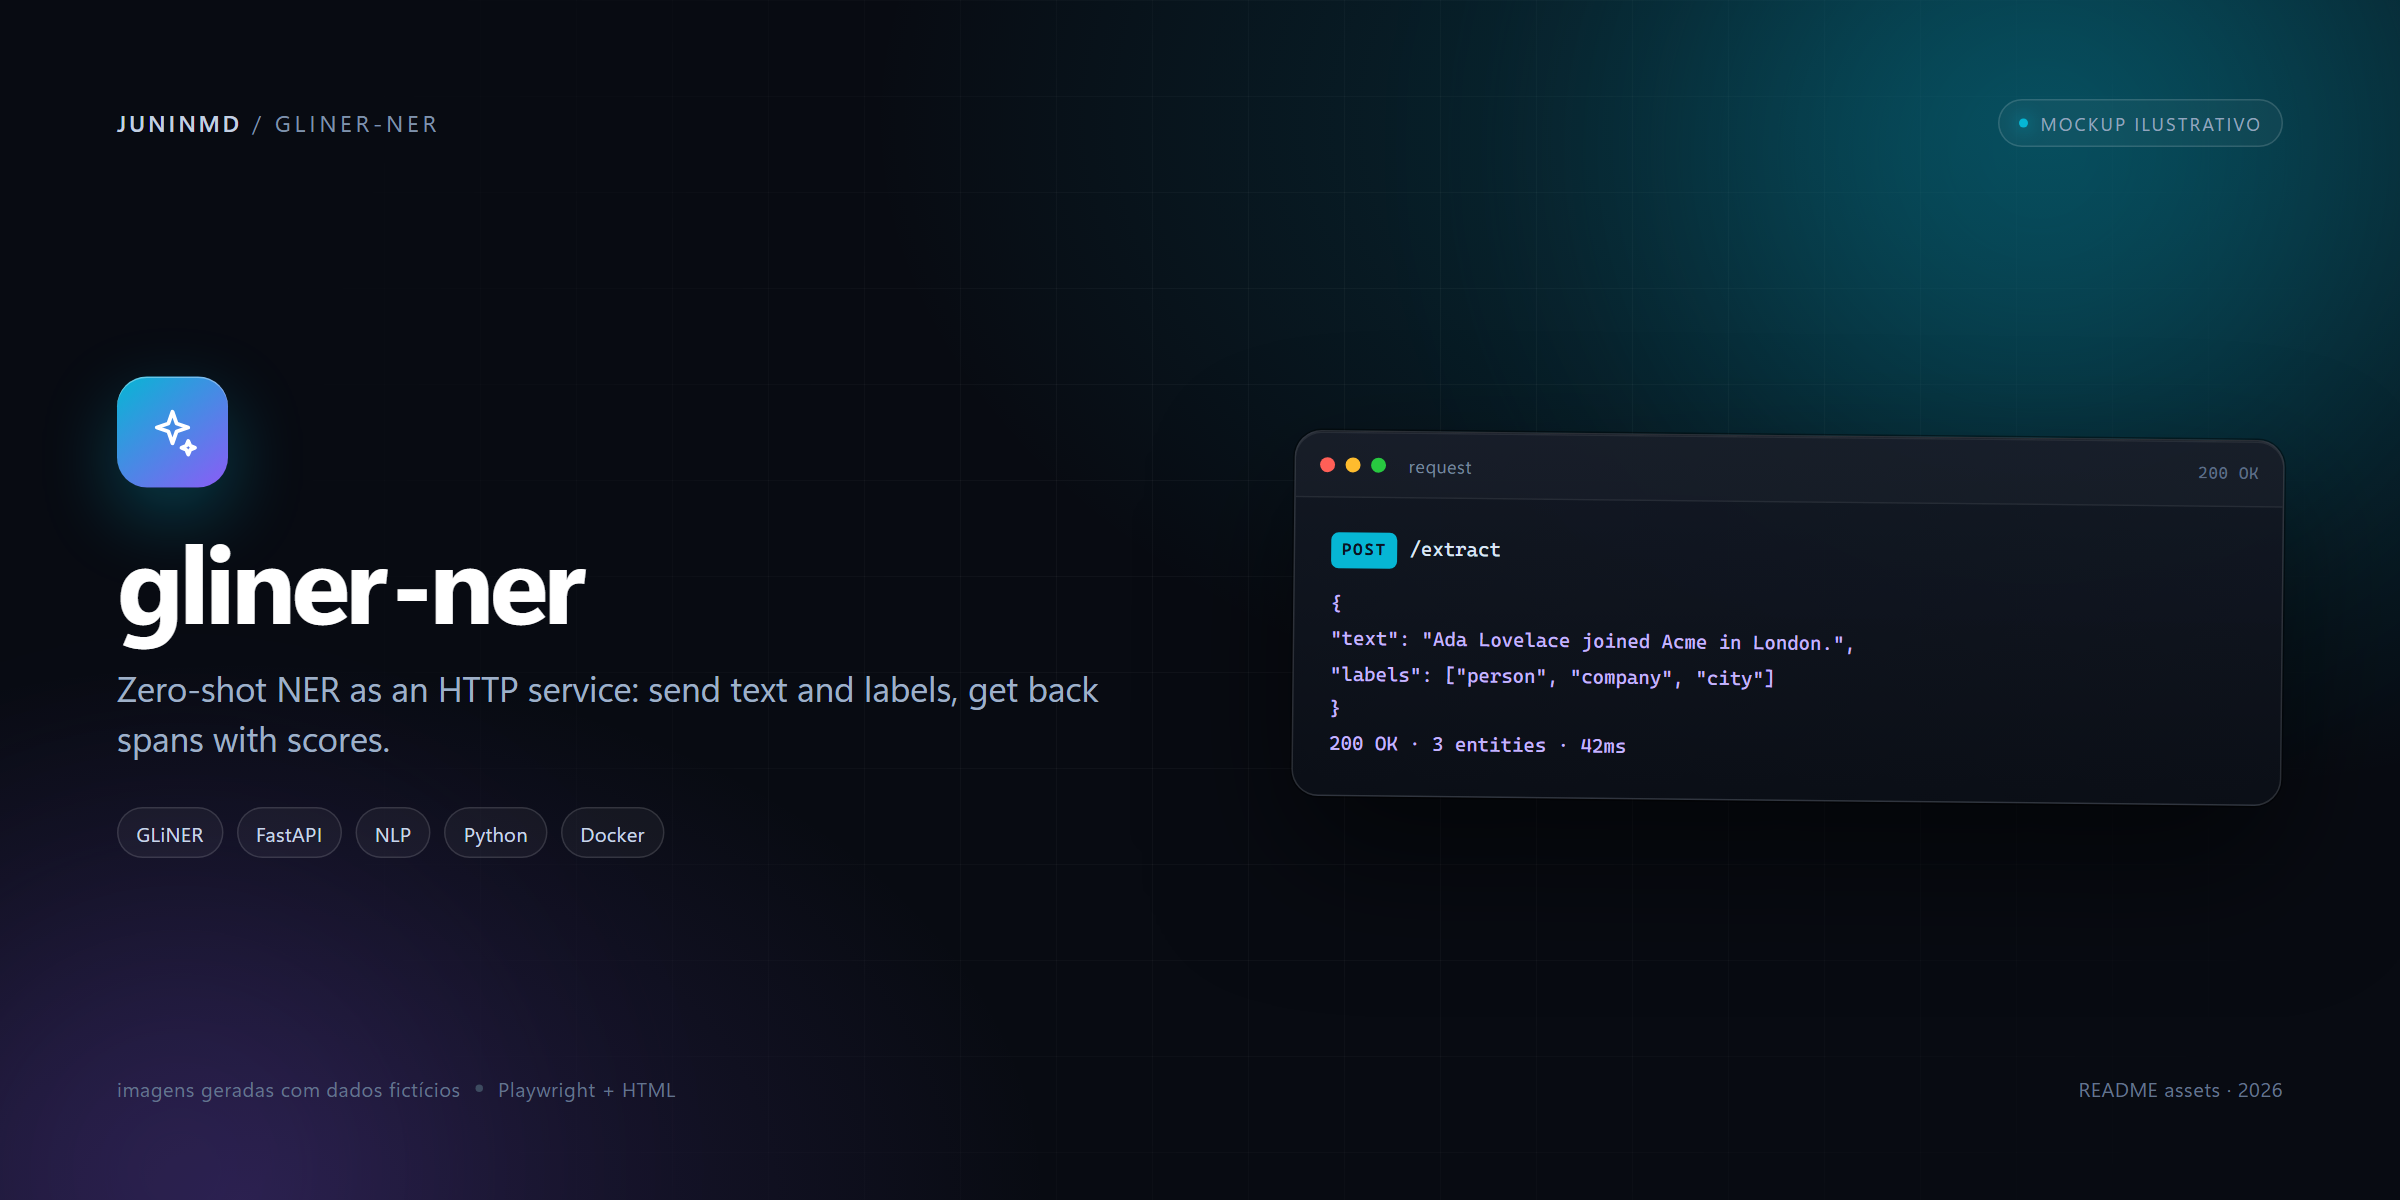 JUNINMD / GLINER-NER
MOCKUP ILUSTRATIVO
gliner-ner
Zero-shot NER as an HTTP service: send text and labels, get back
spans with scores.
GLiNER FastAPI NLP Python Docker
request
200 OK
POST /extract
{
"text": "Ada Lovelace joined Acme in London.",
"labels": ["person", "company", "city"]
}
200 OK · 3 entities · 42ms
imagens geradas com dados fictícios • Playwright + HTML
README assets · 2026